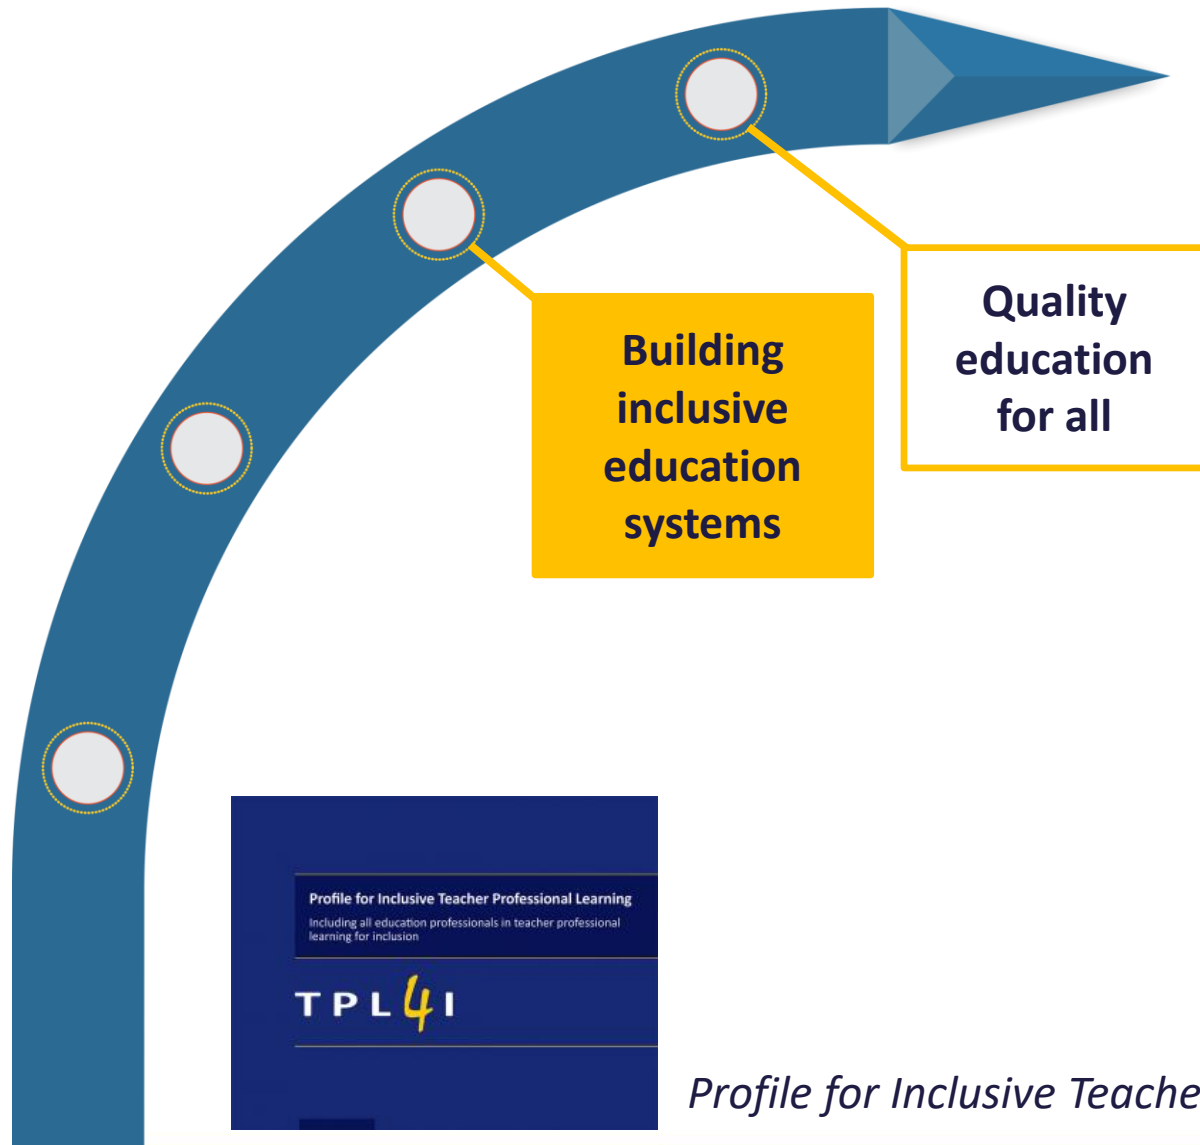 Quality
education
for all
Building
inclusive
education
systems
Profile for Inclusive Teacher Professional Learning
Including all education professionals in teacher professional
learning for inclusion
TPL4I
Profile for Inclusive Teache